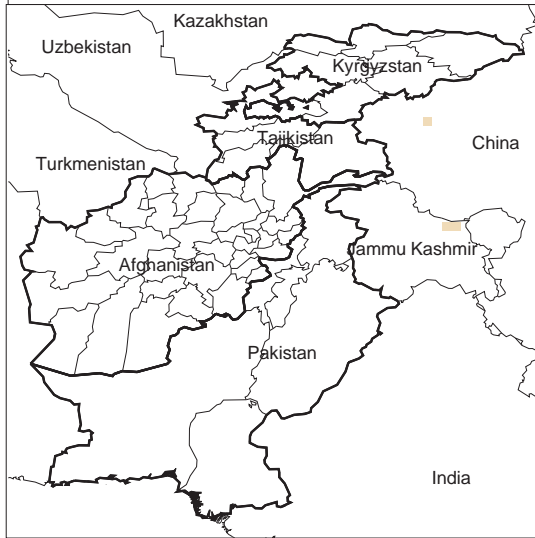 Kazakhstan
Uzbekistan
Kyrgyzstan
Tajikistan
China
Turkmenistan
Jammu Kashmir
Afghanistan
Pakistan
India